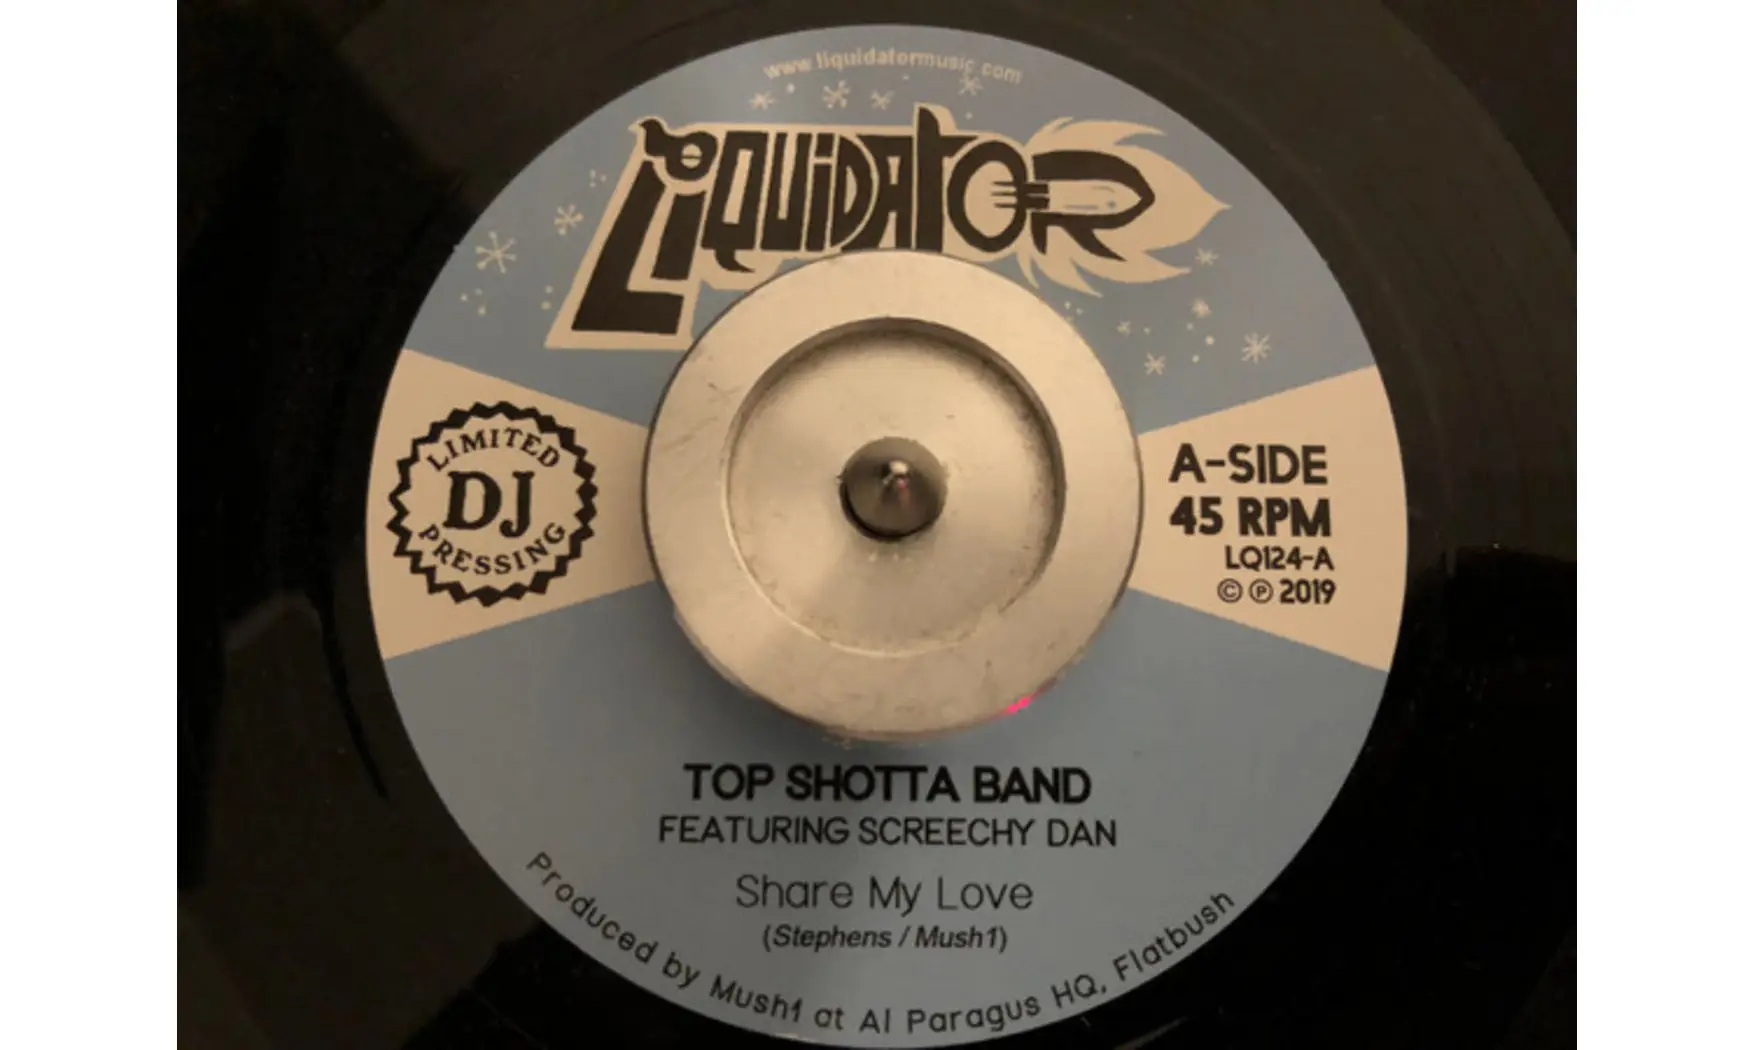 www.liquidatormusic.com
LIQUIDATOR
LIMITED
DJ
PRESSING
A-SIDE
45 RPM
LQ124-A
© ℗ 2019
TOP SHOTTA BAND
FEATURING SCREECHY DAN
Share My Love
(Stephens / Mush1)
Produced by Mush1 at Al Paragus HQ, Flatbush